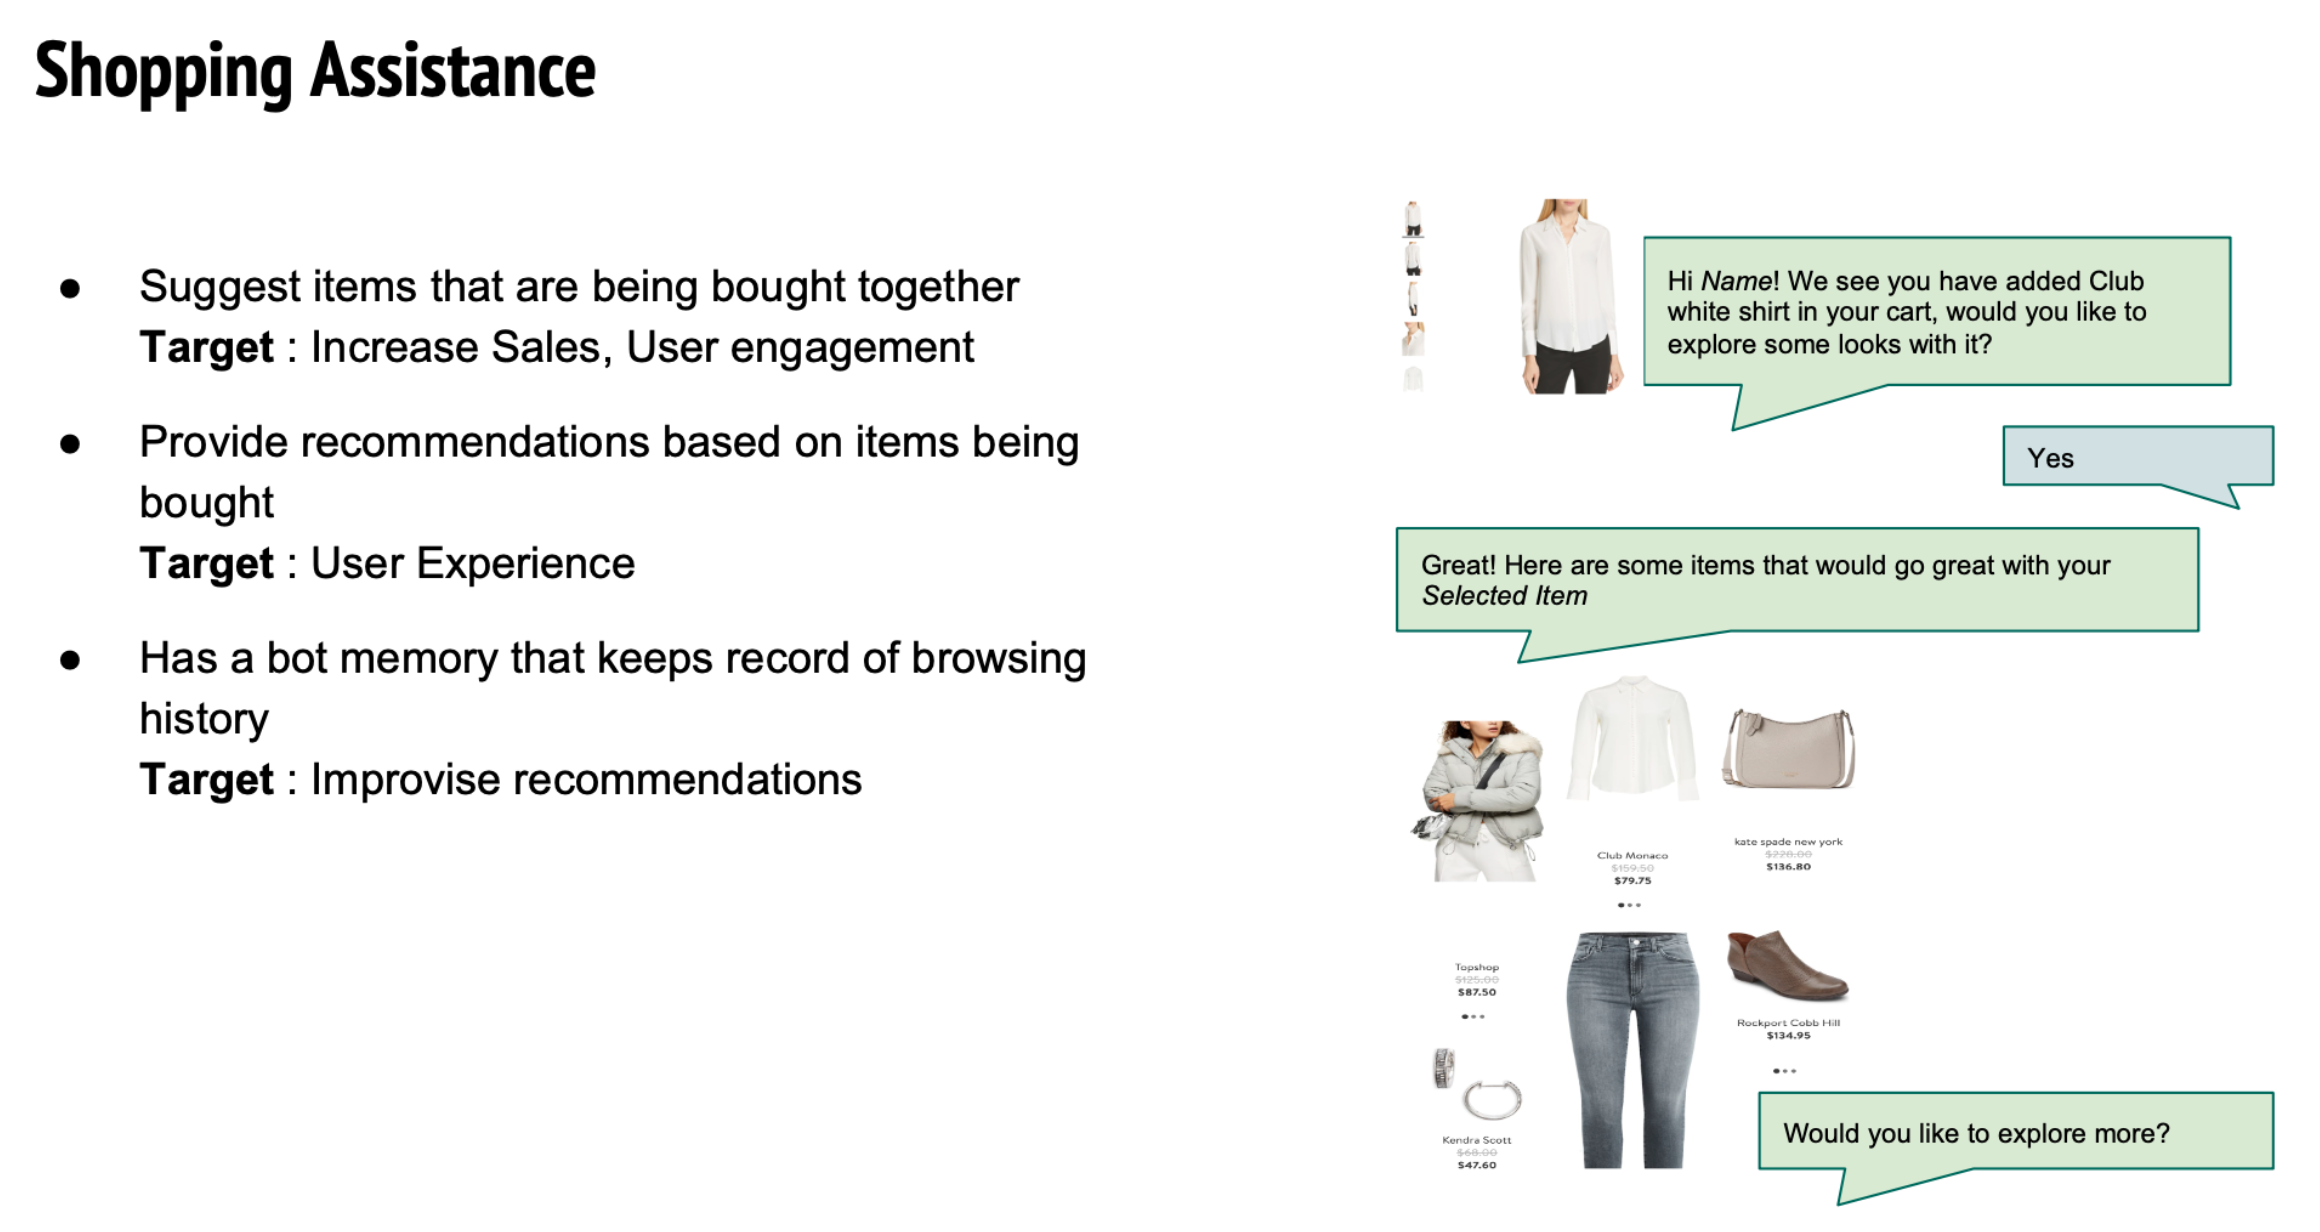 Shopping Assistance
● Suggest items that are being bought together
Target : Increase Sales, User engagement
● Provide recommendations based on items being
bought
Target : User Experience
● Has a bot memory that keeps record of browsing
history
Target : Improvise recommendations
Hi Name! We see you have added Club
white shirt in your cart, would you like to
explore some looks with it?
Yes
Great! Here are some items that would go great with your
Selected Item
Club Monaco
$159.50
$79.75
kate spade new york
$228.00
$136.80
Topshop
$125.00
$87.50
Rockport Cobb Hill
$134.95
Kendra Scott
$68.00
$47.60
Would you like to explore more?